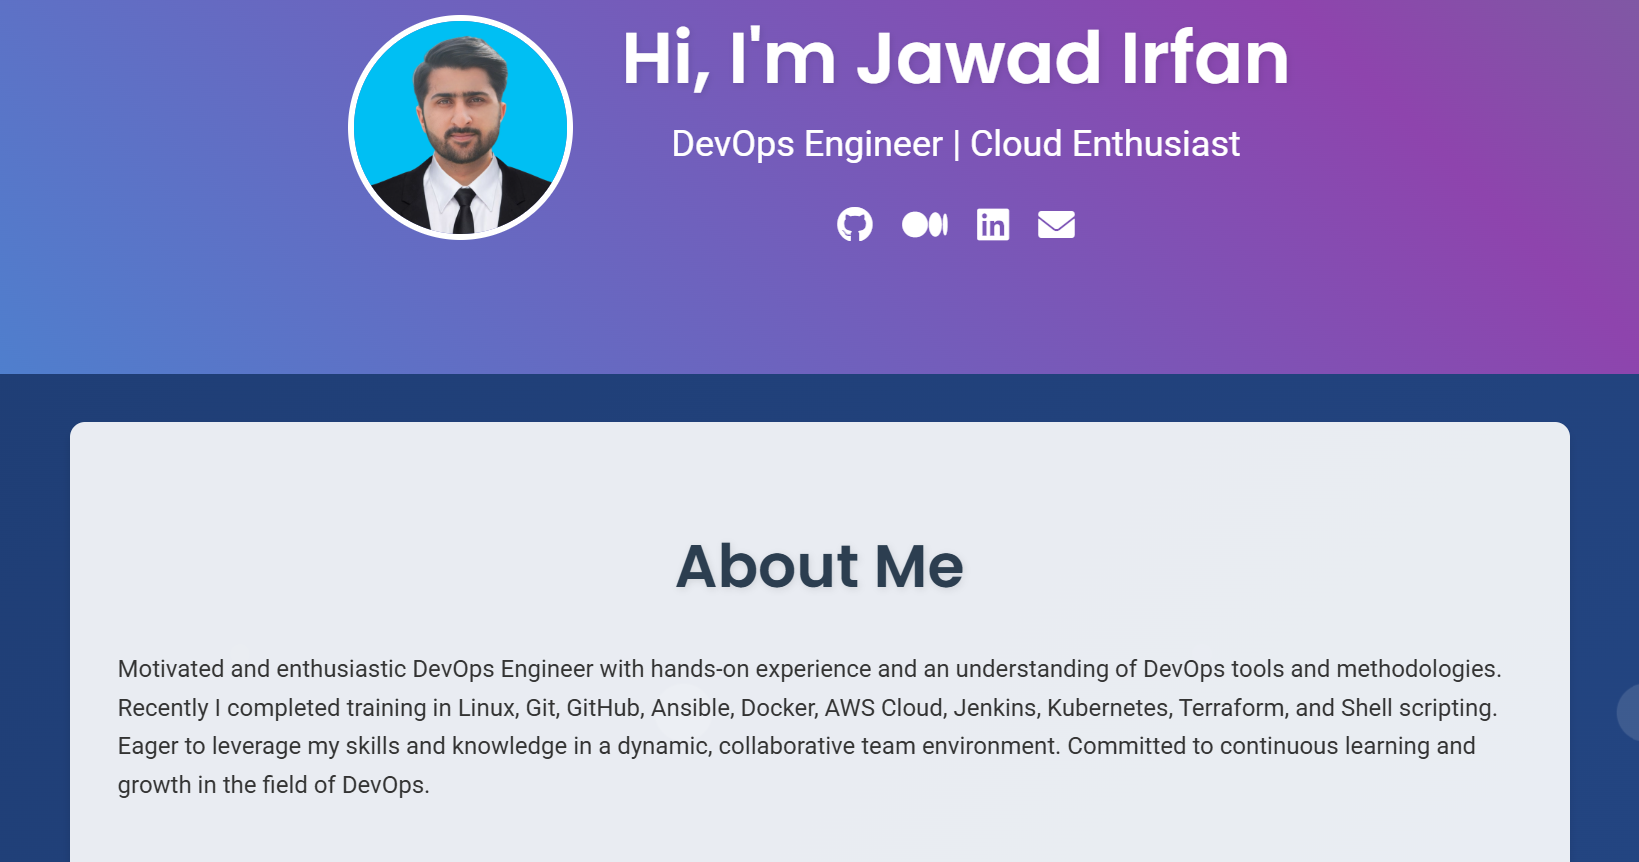 Hi, I'm Jawad Irfan
DevOps Engineer | Cloud Enthusiast
in
About Me
Motivated and enthusiastic DevOps Engineer with hands-on experience and an understanding of DevOps tools and methodologies.
Recently I completed training in Linux, Git, GitHub, Ansible, Docker, AWS Cloud, Jenkins, Kubernetes, Terraform, and Shell scripting.
Eager to leverage my skills and knowledge in a dynamic, collaborative team environment. Committed to continuous learning and
growth in the field of DevOps.